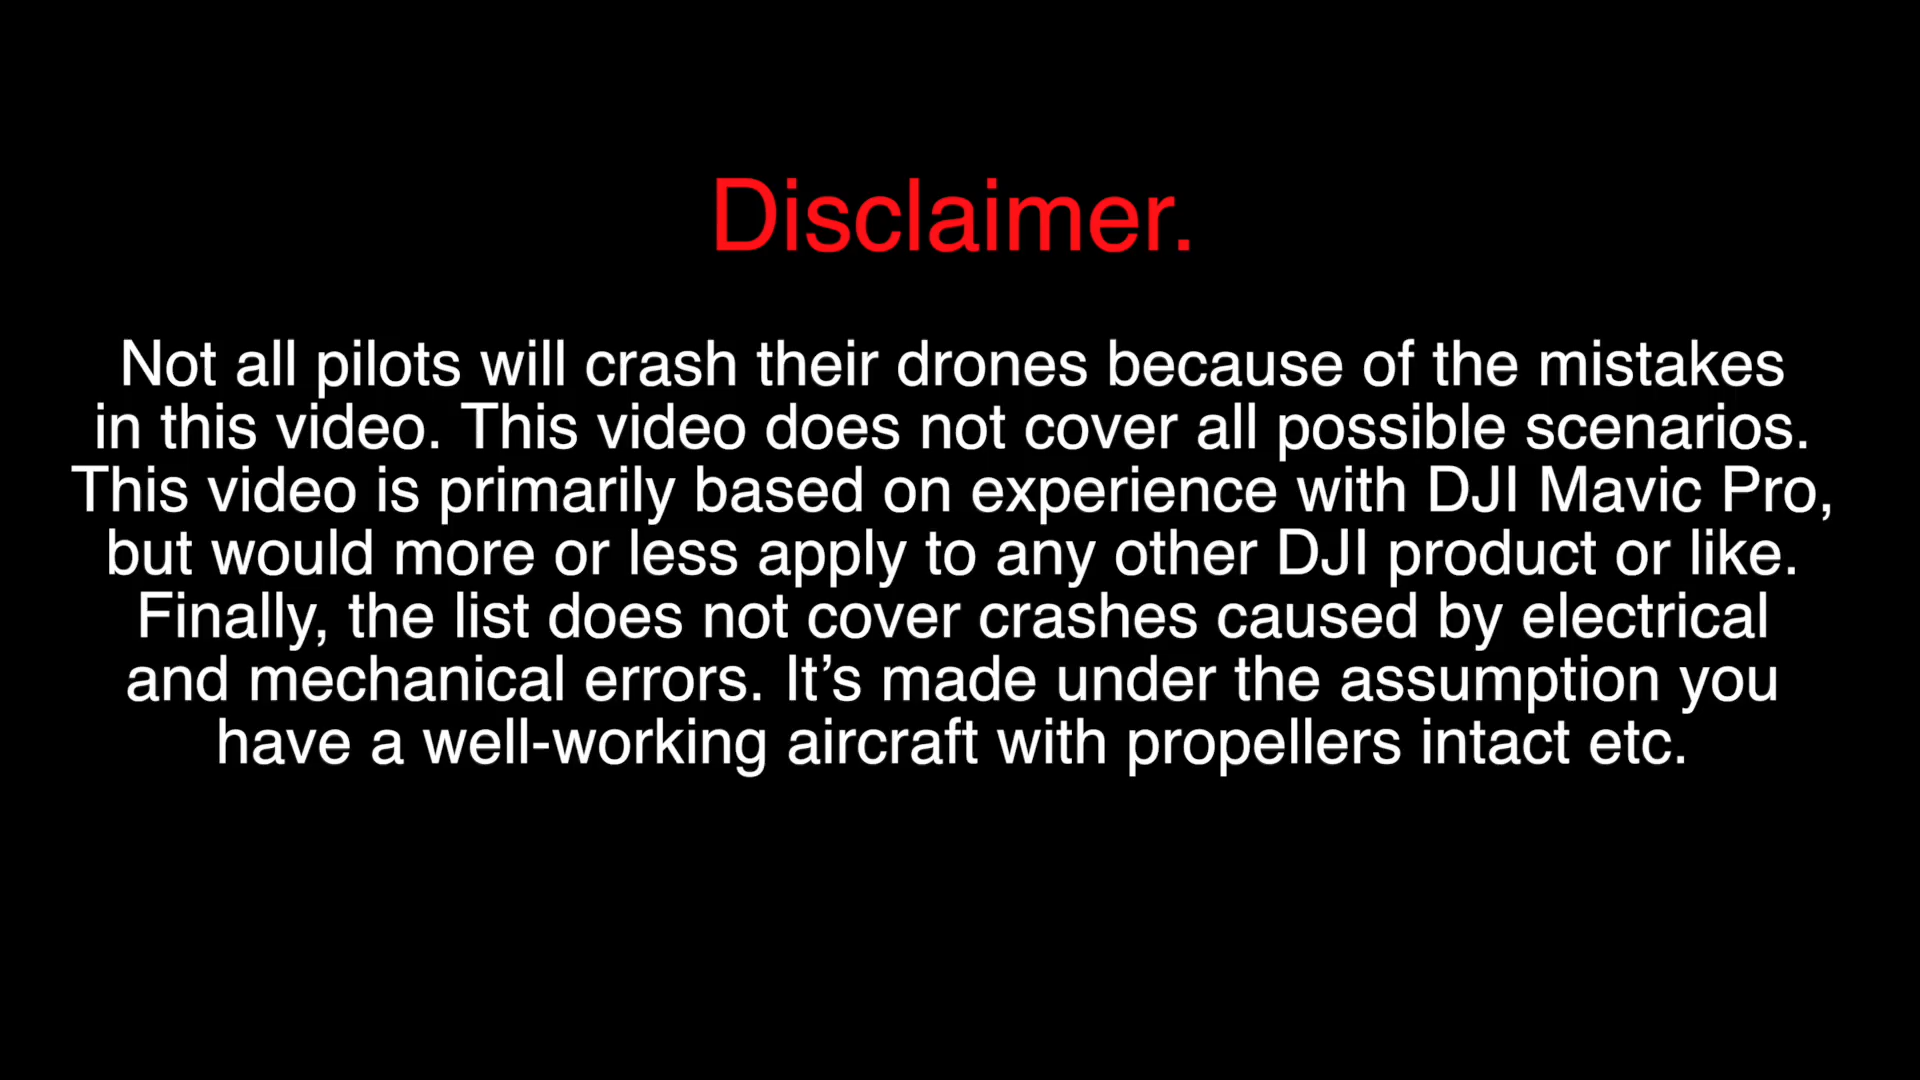 Disclaimer.
Not all pilots will crash their drones because of the mistakes
in this video. This video does not cover all possible scenarios.
This video is primarily based on experience with DJI Mavic Pro,
but would more or less apply to any other DJI product or like.
Finally, the list does not cover crashes caused by electrical
and mechanical errors. It’s made under the assumption you
have a well-working aircraft with propellers intact etc.